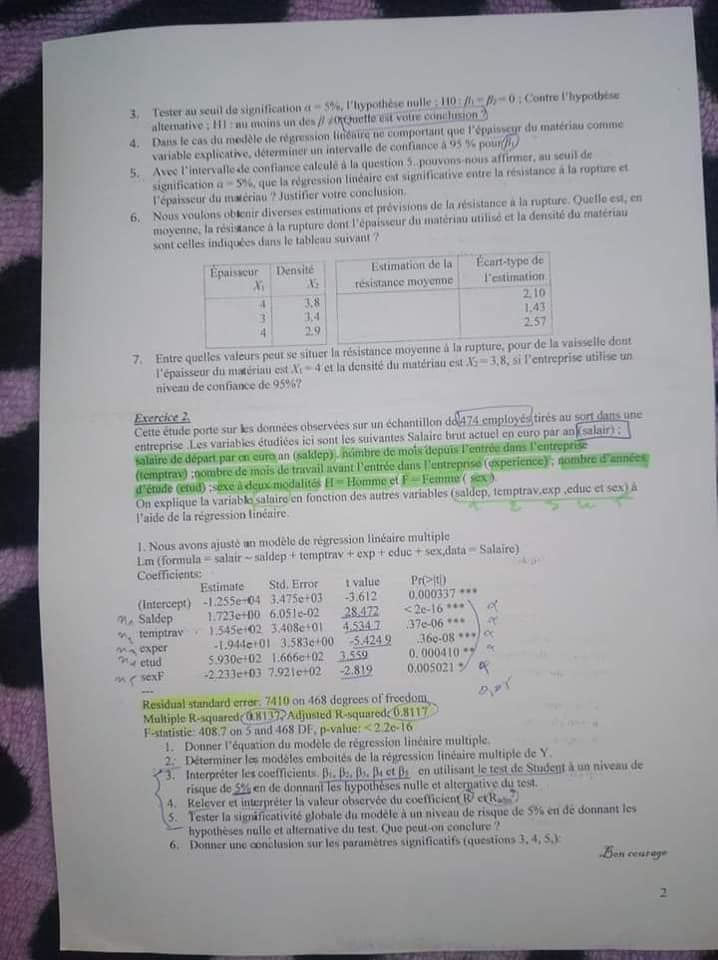 3. Tester au seuil de signification α = 5%, l'hypothèse nulle ; H0 : β₁ = β₂ = 0 ; Contre l'hypothèse
alternative ; H1 : au moins un des β ≠0 Quelle est votre conclusion ?
4. Dans le cas du modèle de régression linéaire ne comportant que l'épaisseur du matériau comme
variable explicative, déterminer un intervalle de confiance à 95 % pour β₁
5. Avec l'intervalle de confiance calculé à la question 5. pouvons-nous affirmer, au seuil de
signification α = 5%, que la régression linéaire est significative entre la résistance à la rupture et
l'épaisseur du matériau ? Justifier votre conclusion.
6. Nous voulons obtenir diverses estimations et prévisions de la résistance à la rupture. Quelle est, en
moyenne, la résistance à la rupture dont l'épaisseur du matériau utilisé et la densité du matériau
sont celles indiquées dans le tableau suivant ?
Épaisseur X₁ Densité X₂ Estimation de la résistance moyenne Écart-type de l'estimation
4 3,8 2,10
3 3,4 1,43
4 2,9 2,57
7. Entre quelles valeurs peut se situer la résistance moyenne à la rupture, pour de la vaisselle dont
l'épaisseur du matériau est X₁ = 4 et la densité du matériau est X₂ = 3,8, si l'entreprise utilise un
niveau de confiance de 95%?
Exercice 2.
Cette étude porte sur les données observées sur un échantillon de 474 employés tirés au sort dans une
entreprise .Les variables étudiées ici sont les suivantes Salaire brut actuel en euro par an (salair) ;
salaire de départ par en euro an (saldep) . nombre de mois depuis l'entrée dans l'entreprise
(temptrav) ;nombre de mois de travail avant l'entrée dans l'entreprise (experience) ; nombre d'années
d'étude (etud) ;sexe à deux modalités H = Homme et F = Femme ( sex ).
On explique la variable salaire en fonction des autres variables (saldep, temptrav,exp ,educ et sex) à
l'aide de la régression linéaire.
1. Nous avons ajusté un modèle de régression linéaire multiple
Lm (formula = salair ~ saldep + temptrav + exp + educ + sex,data = Salaire)
Coefficients:
Estimate Std. Error t value Pr(>|t|)
(Intercept) -1.255e+04 3.475e+03 -3.612 0.000337 ***
Saldep 1.723e+00 6.051e-02 28.472 < 2e-16 ***
temptrav 1.545e+02 3.408e+01 4.534 7 .37e-06 ***
exper -1.944e+01 3.583e+00 -5.424 9 .36e-08 ***
etud 5.930e+02 1.666e+02 3.559 0. 000410 **
sexF -2.233e+03 7.921e+02 -2.819 0.005021 *
0,05
---
Residual standard error: 7410 on 468 degrees of freedom
Multiple R-squared: 0.8137, Adjusted R-squared: 0.8117
F-statistic: 408.7 on 5 and 468 DF, p-value: < 2.2e-16
1. Donner l'équation du modèle de régression linéaire multiple.
2. Déterminer les modèles emboités de la régression linéaire multiple de Y.
3. Interpréter les coefficients. β₁, β₂, β₃, β₄ et β₅ en utilisant le test de Student à un niveau de
risque de 5% en de donnant les hypothèses nulle et alternative du test.
4. Relever et interpréter la valeur observée du coefficient R² et R²
5. Tester la significativité globale du modèle à un niveau de risque de 5% en de donnant les
hypothèses nulle et alternative du test. Que peut-on conclure ?
6. Donner une conclusion sur les paramètres significatifs (questions 3, 4, 5,):
Bon courage
2